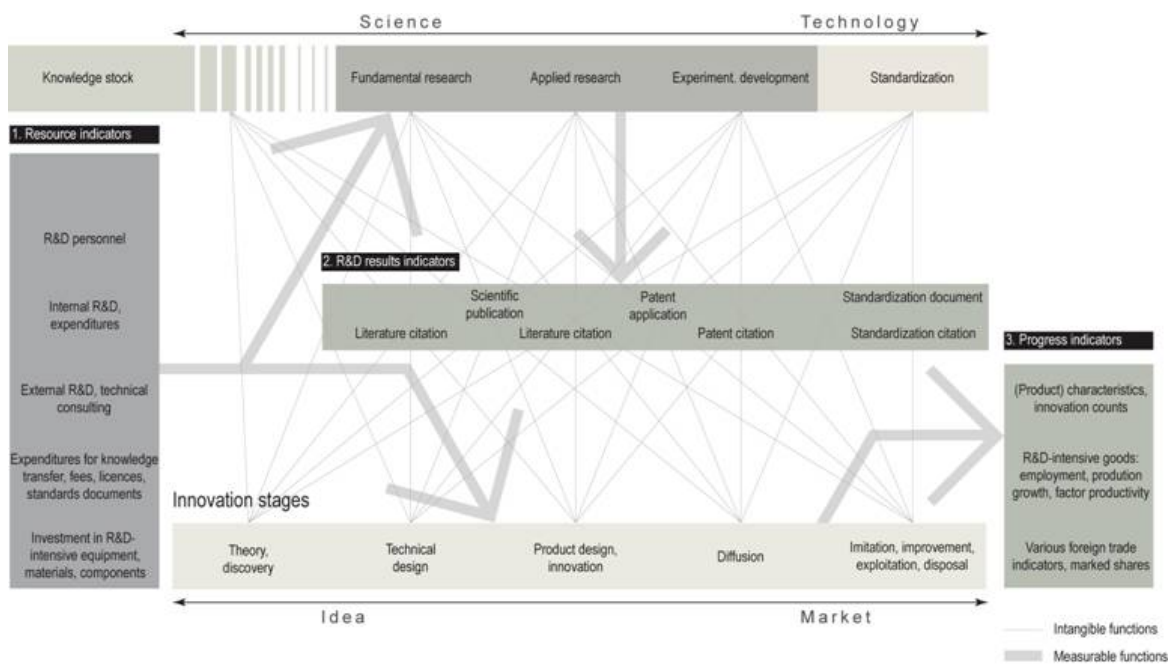 Science
Technology
Knowledge stock
Fundamental research
Applied research
Experiment. development
Standardization
1. Resource indicators
R&D personnel
Internal R&D,
expenditures
External R&D, technical
consulting
Expenditures for knowledge
transfer, fees, licences,
standards documents
Investment in R&D-
intensive equipment,
materials, components
2. R&D results indicators
Scientific
publication
Patent
application
Standardization document
Literature citation
Literature citation
Patent citation
Standardization citation
3. Progress indicators
(Product) characteristics,
innovation counts
R&D-intensive goods:
employment, prodution
growth, factor productivity
Various foreign trade
indicators, marked shares
Innovation stages
Theory,
discovery
Technical
design
Product design,
innovation
Diffusion
Imitation, improvement,
exploitation, disposal
Idea
Market
Intangible functions
Measurable functions